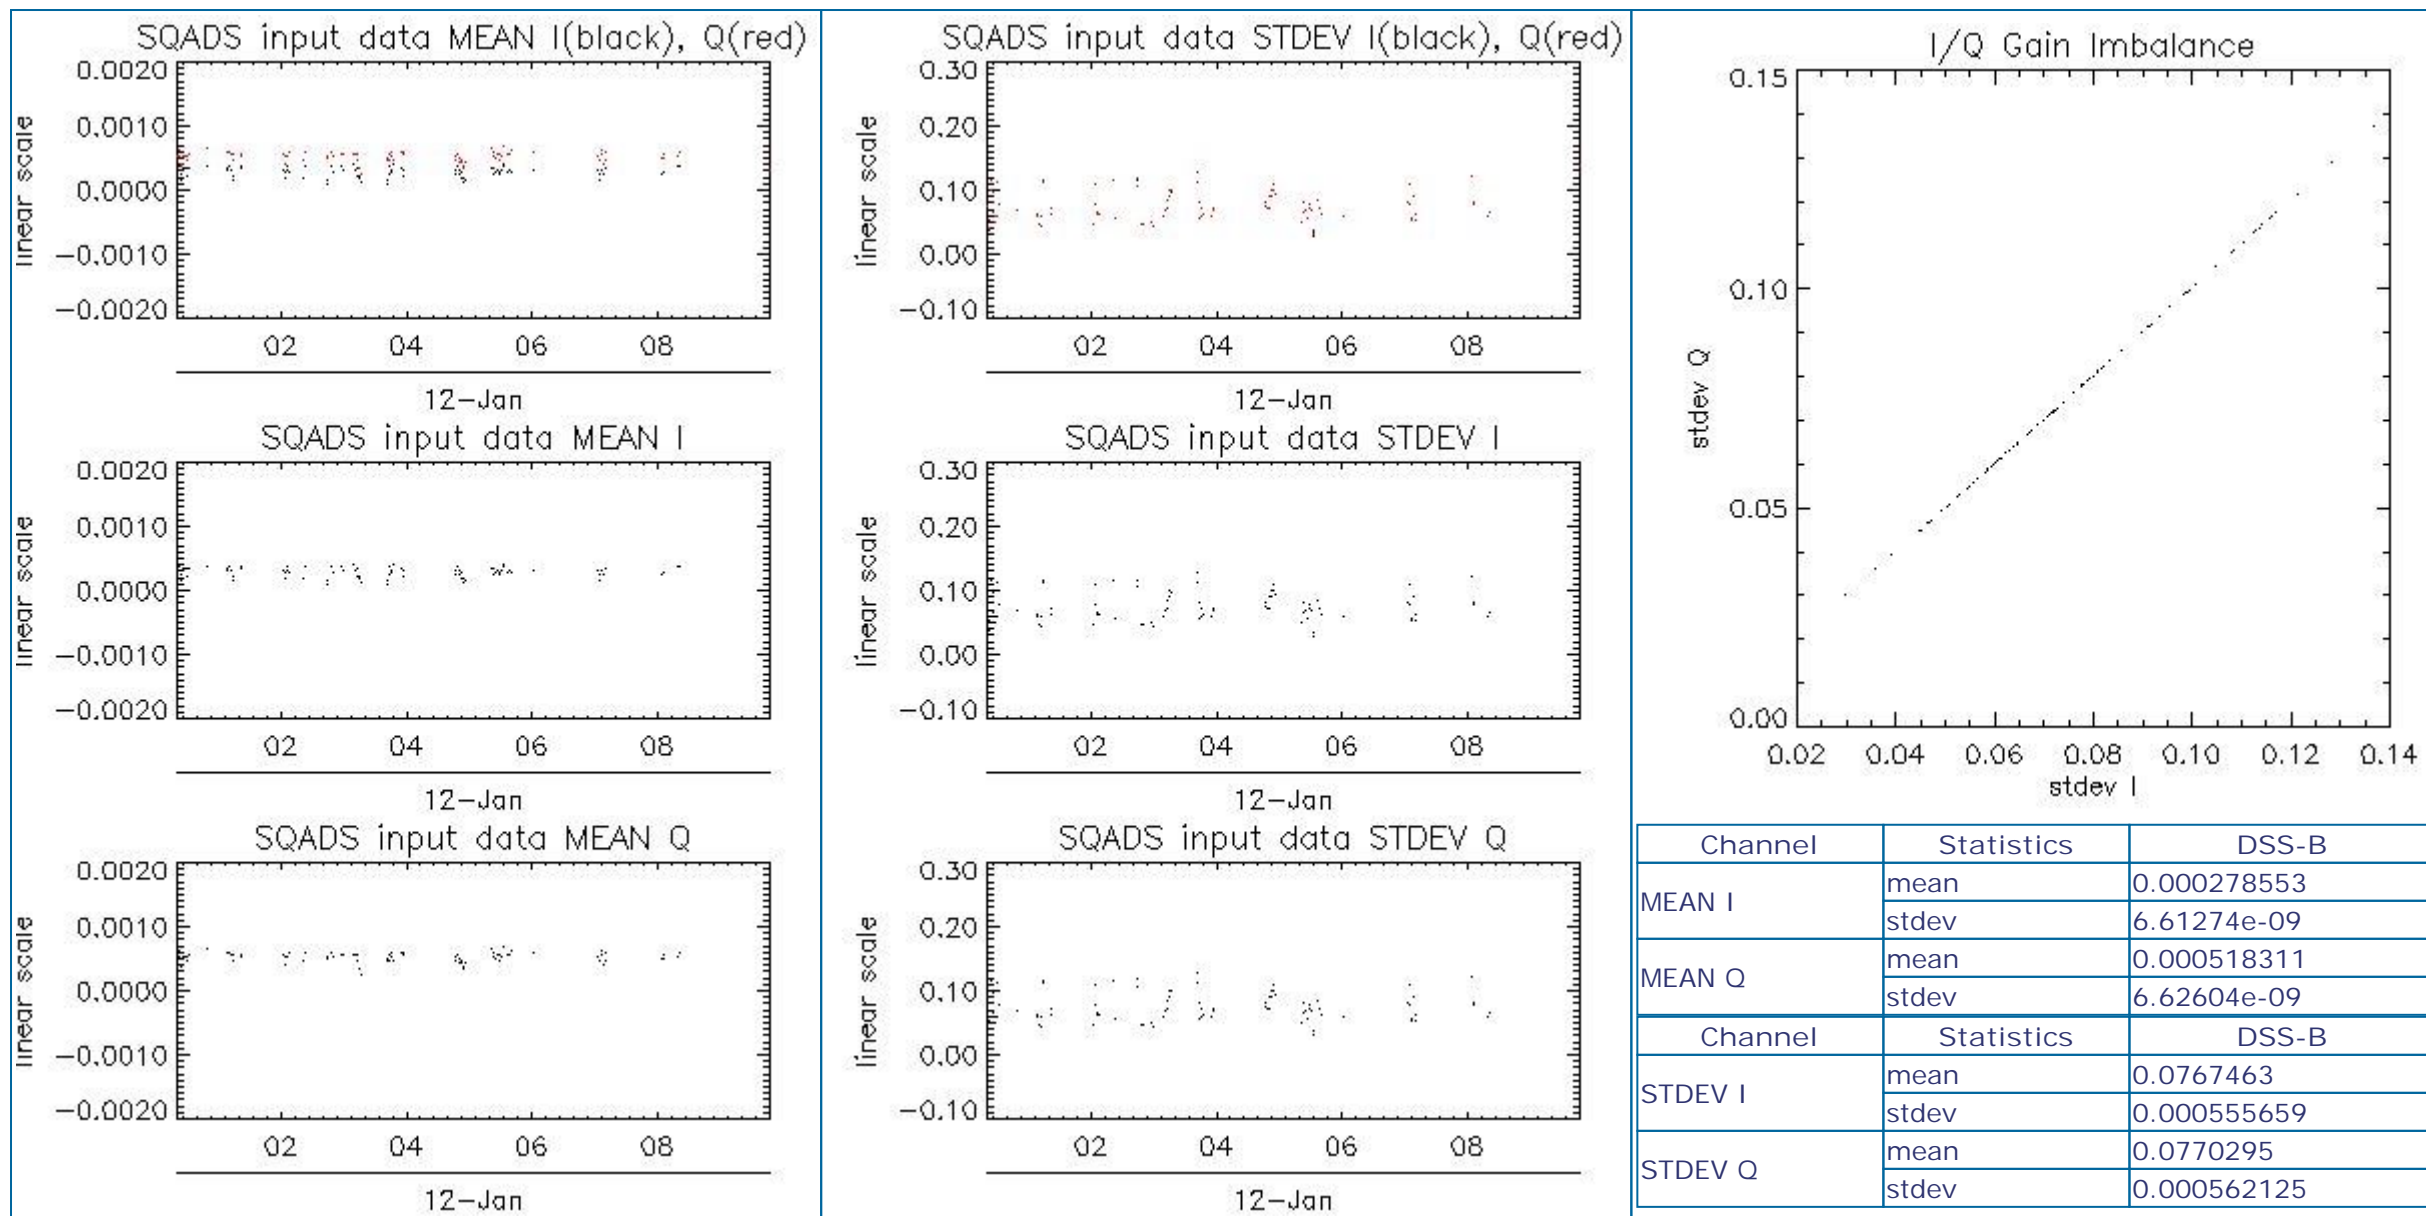 SQADS input data MEAN I(black), Q(red)
0.0020
0.0010
0.0000
−0.0010
−0.0020
linear scale
02 04 06 08
12-Jan
SQADS input data MEAN I
0.0020
0.0010
0.0000
−0.0010
−0.0020
linear scale
02 04 06 08
12-Jan
SQADS input data MEAN Q
0.0020
0.0010
0.0000
−0.0010
−0.0020
linear scale
02 04 06 08
12-Jan
SQADS input data STDEV I(black), Q(red)
0.30
0.20
0.10
0.00
−0.10
linear scale
02 04 06 08
12-Jan
SQADS input data STDEV I
0.30
0.20
0.10
0.00
−0.10
linear scale
02 04 06 08
12-Jan
SQADS input data STDEV Q
0.30
0.20
0.10
0.00
−0.10
linear scale
02 04 06 08
12-Jan
I/Q Gain Imbalance
0.15
0.10
0.05
0.00
stdev Q
0.02 0.04 0.06 0.08 0.10 0.12 0.14
stdev I
Channel Statistics DSS-B
MEAN I mean 0.000278553
stdev 6.61274e-09
MEAN Q mean 0.000518311
stdev 6.62604e-09
Channel Statistics DSS-B
STDEV I mean 0.0767463
stdev 0.000555659
STDEV Q mean 0.0770295
stdev 0.000562125